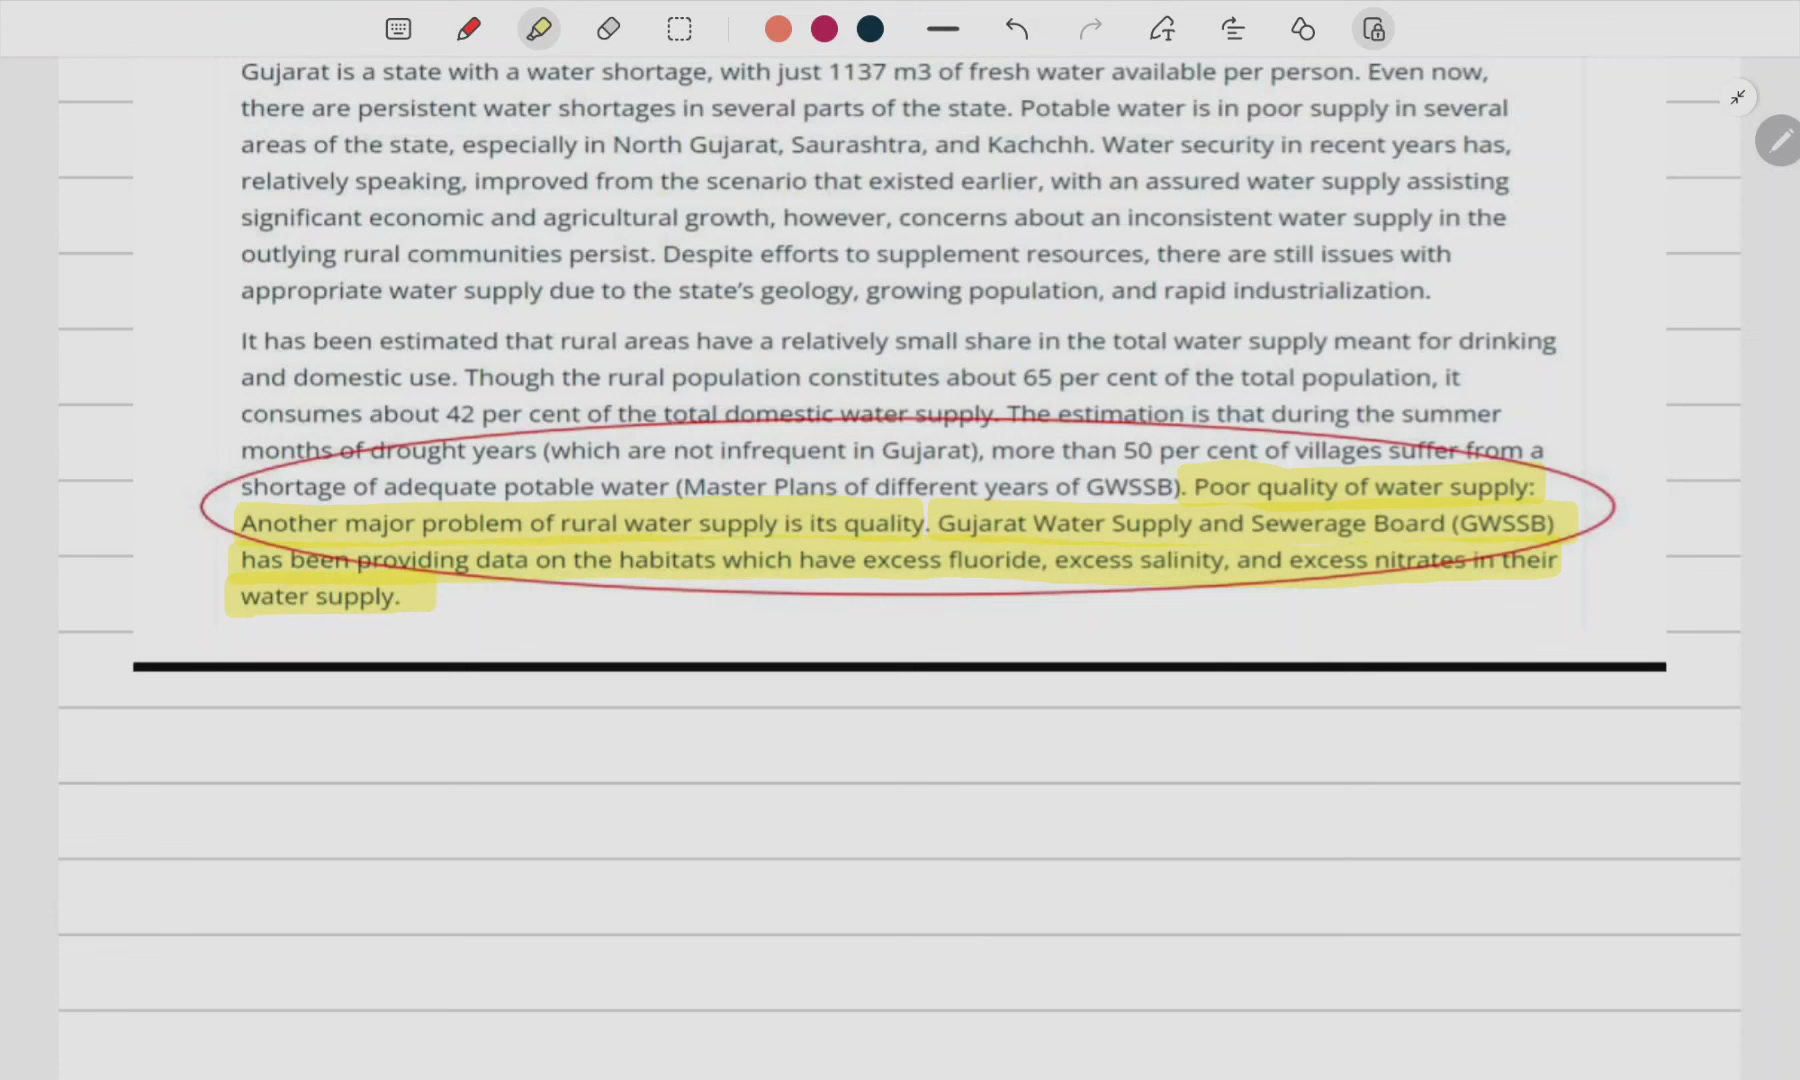 Gujarat is a state with a water shortage, with just 1137 m3 of fresh water available per person. Even now,
there are persistent water shortages in several parts of the state. Potable water is in poor supply in several
areas of the state, especially in North Gujarat, Saurashtra, and Kachchh. Water security in recent years has,
relatively speaking, improved from the scenario that existed earlier, with an assured water supply assisting
significant economic and agricultural growth, however, concerns about an inconsistent water supply in the
outlying rural communities persist. Despite efforts to supplement resources, there are still issues with
appropriate water supply due to the state's geology, growing population, and rapid industrialization.
It has been estimated that rural areas have a relatively small share in the total water supply meant for drinking
and domestic use. Though the rural population constitutes about 65 per cent of the total population, it
consumes about 42 per cent of the total domestic water supply. The estimation is that during the summer
months of drought years (which are not infrequent in Gujarat), more than 50 per cent of villages suffer from a
shortage of adequate potable water (Master Plans of different years of GWSSB). Poor quality of water supply:
Another major problem of rural water supply is its quality. Gujarat Water Supply and Sewerage Board (GWSSB)
has been providing data on the habitats which have excess fluoride, excess salinity, and excess nitrates in their
water supply.